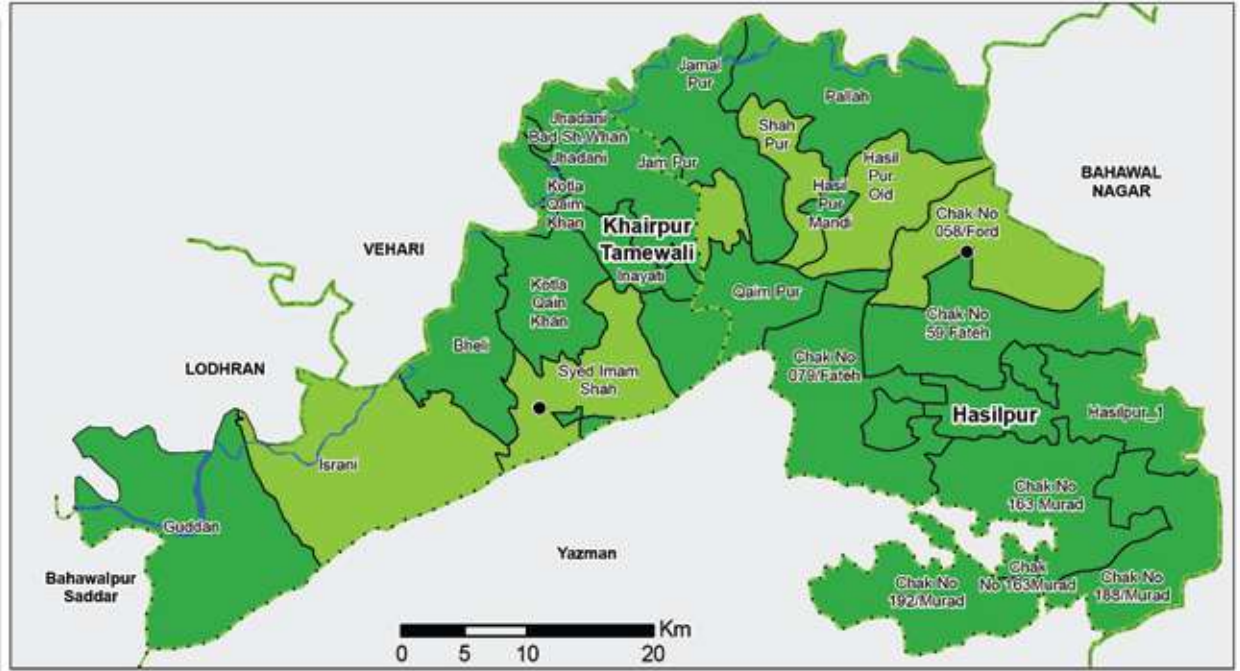 Jamal
Pur
Rallah
Jhadani
Bad Sh Whan
Jhadani
Jam Pur
Shah
Pur
Hasil
Pur
Old
Hasil
Pur
Mandi
BAHAWAL
NAGAR
Kotla
Qaim
Khan
Khairpur
Tamewali
Inayati
Chak No
058/Ford
VEHARI
Kotla
Qain
Khan
Qaim Pur
Chak No
59 Fateh
Bheli
Chak No
079/Fateh
LODHRAN
Syed Imam
Shah
Hasilpur
Hasilpur_1
Israni
Chak No
163 Murad
Guddan
Yazman
Bahawalpur
Saddar
Chak No
192/Murad
Chak
No 163Murad
Chak No
188/Murad
Km
0 5 10 20